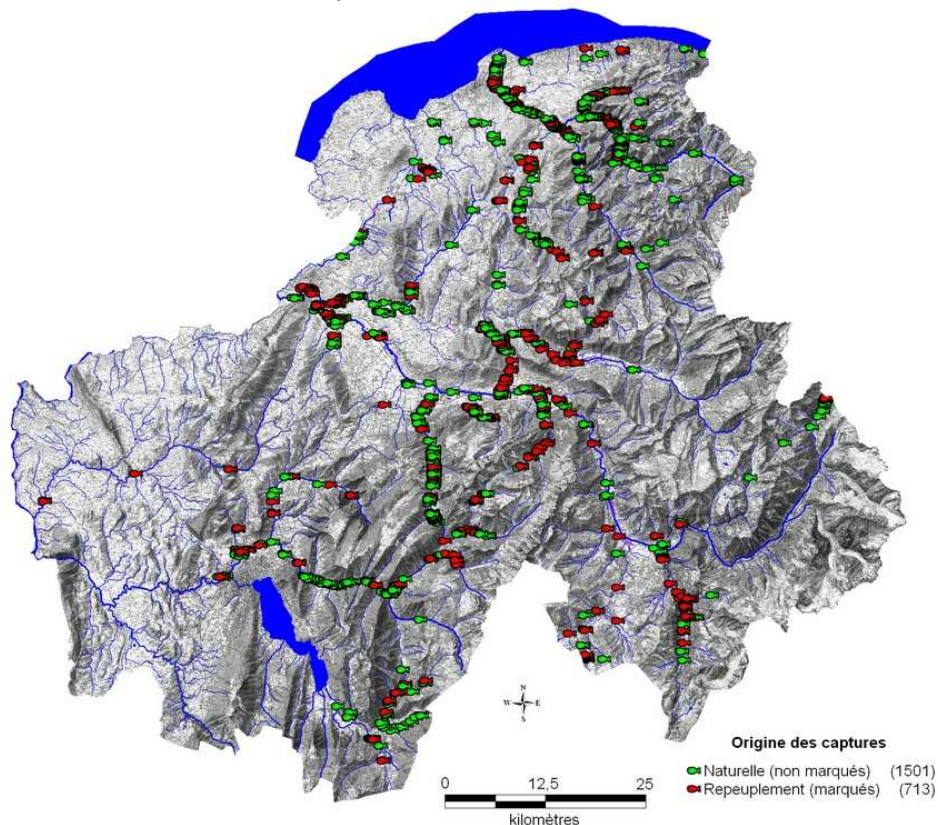 N
W E
S
Origine des captures
Naturelle (non marqués) (1501)
Repeuplement (marqués) (713)
0 12,5 25
kilomètres